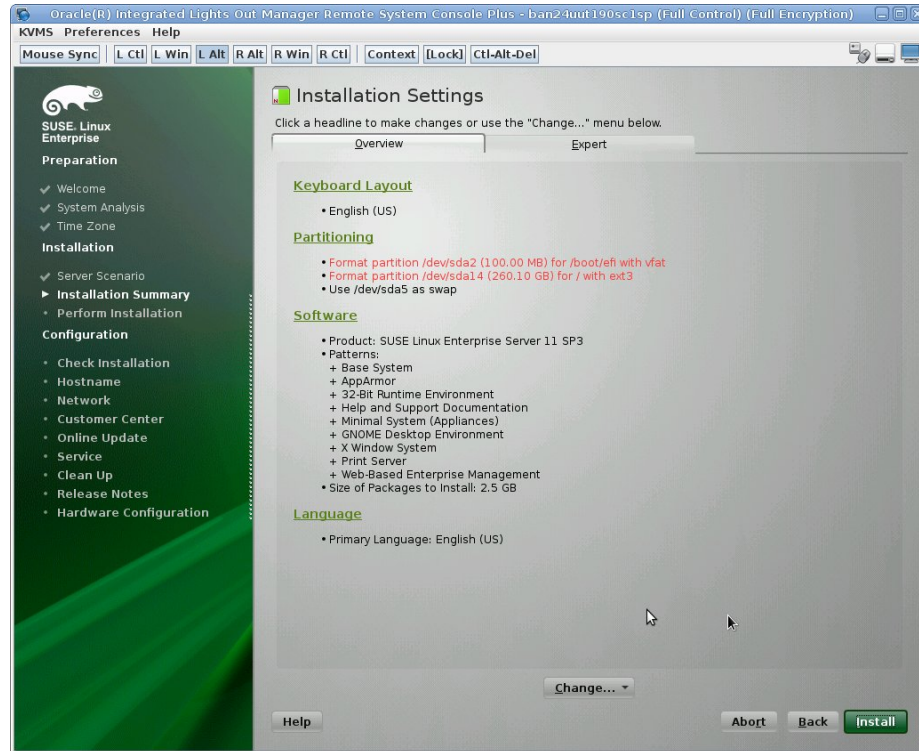 Oracle(R) Integrated Lights Out Manager Remote System Console Plus - ban24uut190sc1sp (Full Control) (Full Encryption)
KVMS Preferences Help
Mouse Sync L Ctl L Win L Alt R Alt R Win R Ctl Context [Lock] Ctl-Alt-Del
SUSE Linux
Enterprise
Preparation
Welcome
System Analysis
Time Zone
Installation
Server Scenario
Installation Summary
Perform Installation
Configuration
Check Installation
Hostname
Network
Customer Center
Online Update
Service
Clean Up
Release Notes
Hardware Configuration
Installation Settings
Click a headline to make changes or use the "Change..." menu below.
Overview Expert
Keyboard Layout
• English (US)
Partitioning
• Format partition /dev/sda2 (100.00 MB) for /boot/efi with vfat
• Format partition /dev/sda14 (260.10 GB) for / with ext3
• Use /dev/sda5 as swap
Software
• Product: SUSE Linux Enterprise Server 11 SP3
• Patterns:
+ Base System
+ AppArmor
+ 32-Bit Runtime Environment
+ Help and Support Documentation
+ Minimal System (Appliances)
+ GNOME Desktop Environment
+ X Window System
+ Print Server
+ Web-Based Enterprise Management
• Size of Packages to Install: 2.5 GB
Language
• Primary Language: English (US)
Change...
Help Abort Back Install